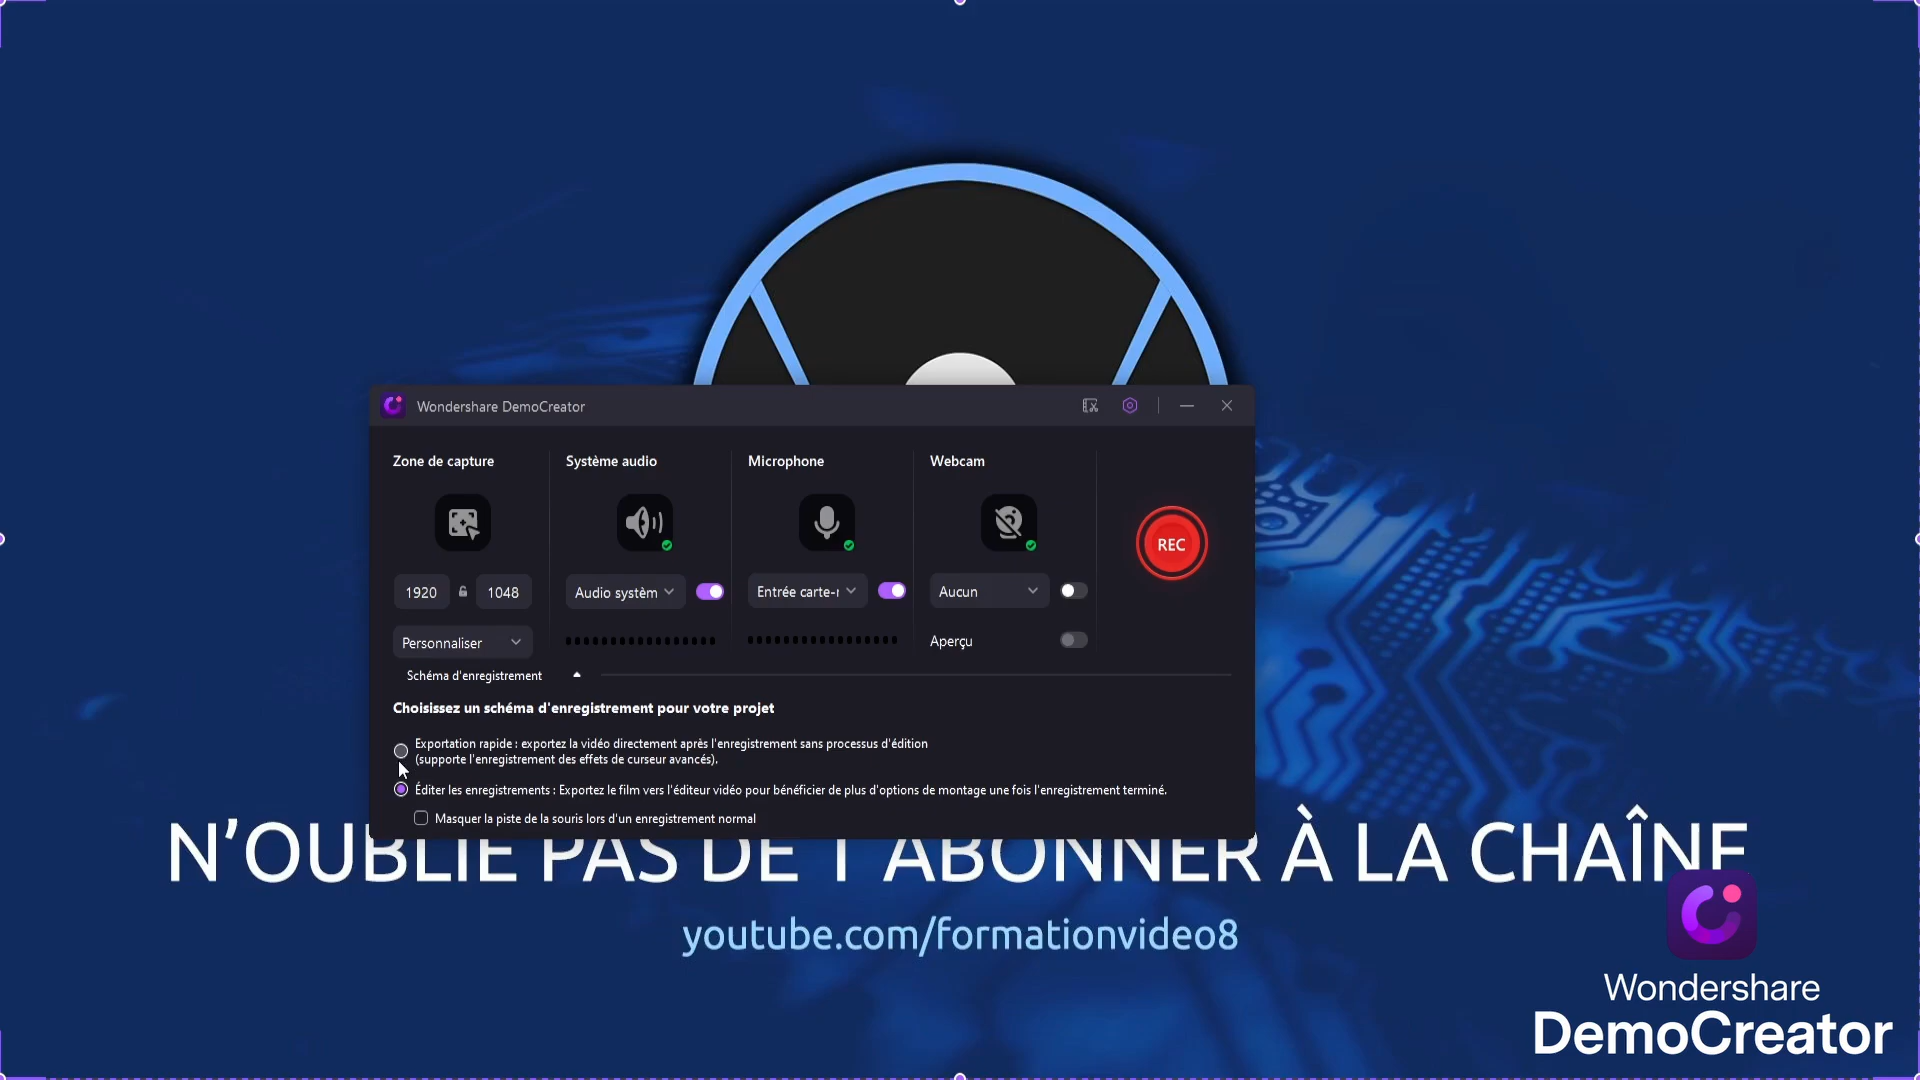 Wondershare DemoCreator
Zone de capture
Système audio
Microphone
Webcam
REC
1920
1048
Audio systèm
Entrée carte-
Aucun
Personnaliser
Aperçu
Schéma d'enregistrement
Choisissez un schéma d'enregistrement pour votre projet
Exportation rapide : exportez la vidéo directement après l'enregistrement sans processus d'édition
(supporte l'enregistrement des effets de curseur avancés).
Éditer les enregistrements : Exportez le film vers l'éditeur vidéo pour bénéficier de plus d'options de montage une fois l'enregistrement terminé.
Masquer la piste de la souris lors d'un enregistrement normal
N'OUBLIE PAS DE T'ABONNER À LA CHAÎNE
youtube.com/formationvideo8
Wondershare
DemoCreator